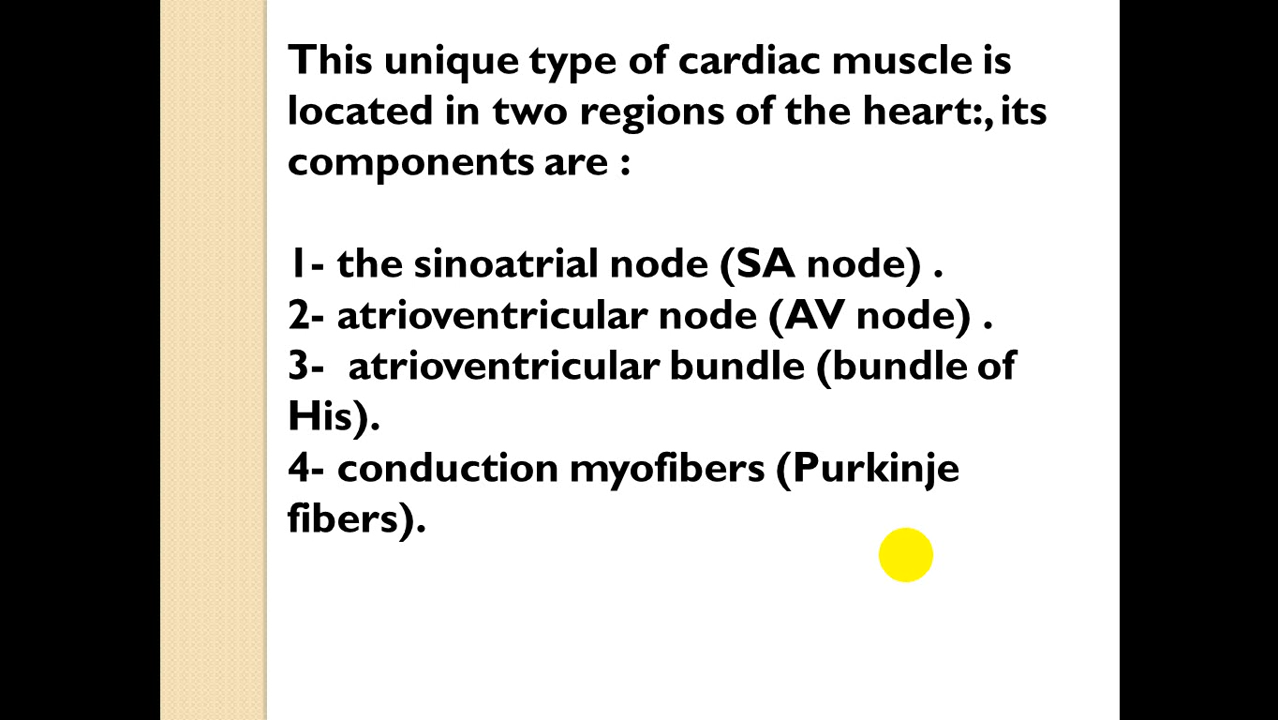 This unique type of cardiac muscle is
located in two regions of the heart:, its
components are :
1- the sinoatrial node (SA node) .
2- atrioventricular node (AV node) .
3-  atrioventricular bundle (bundle of
His).
4- conduction myofibers (Purkinje
fibers).